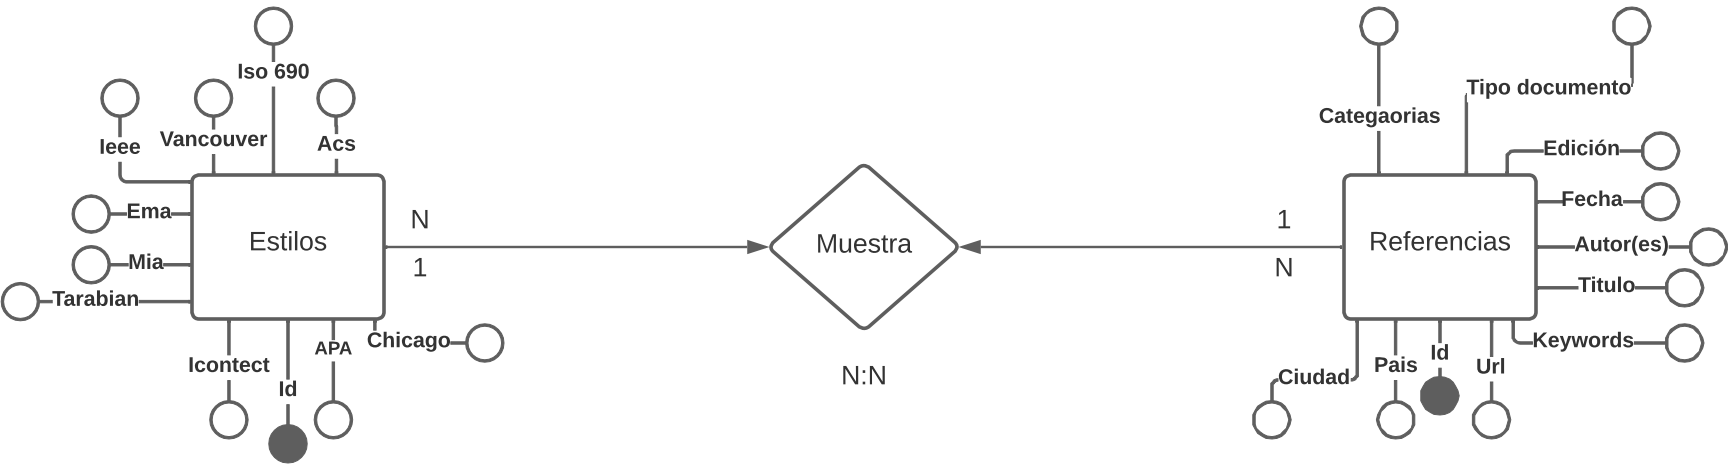 Iso 690
Ieee
Vancouver
Acs
Ema
Mia
Tarabian
Estilos
Icontect
Id
APA
Chicago
N
1
Muestra
N:N
1
N
Categaorias
Tipo documento
Edición
Fecha
Autor(es)
Titulo
Keywords
Referencias
Ciudad
Pais
Id
Url